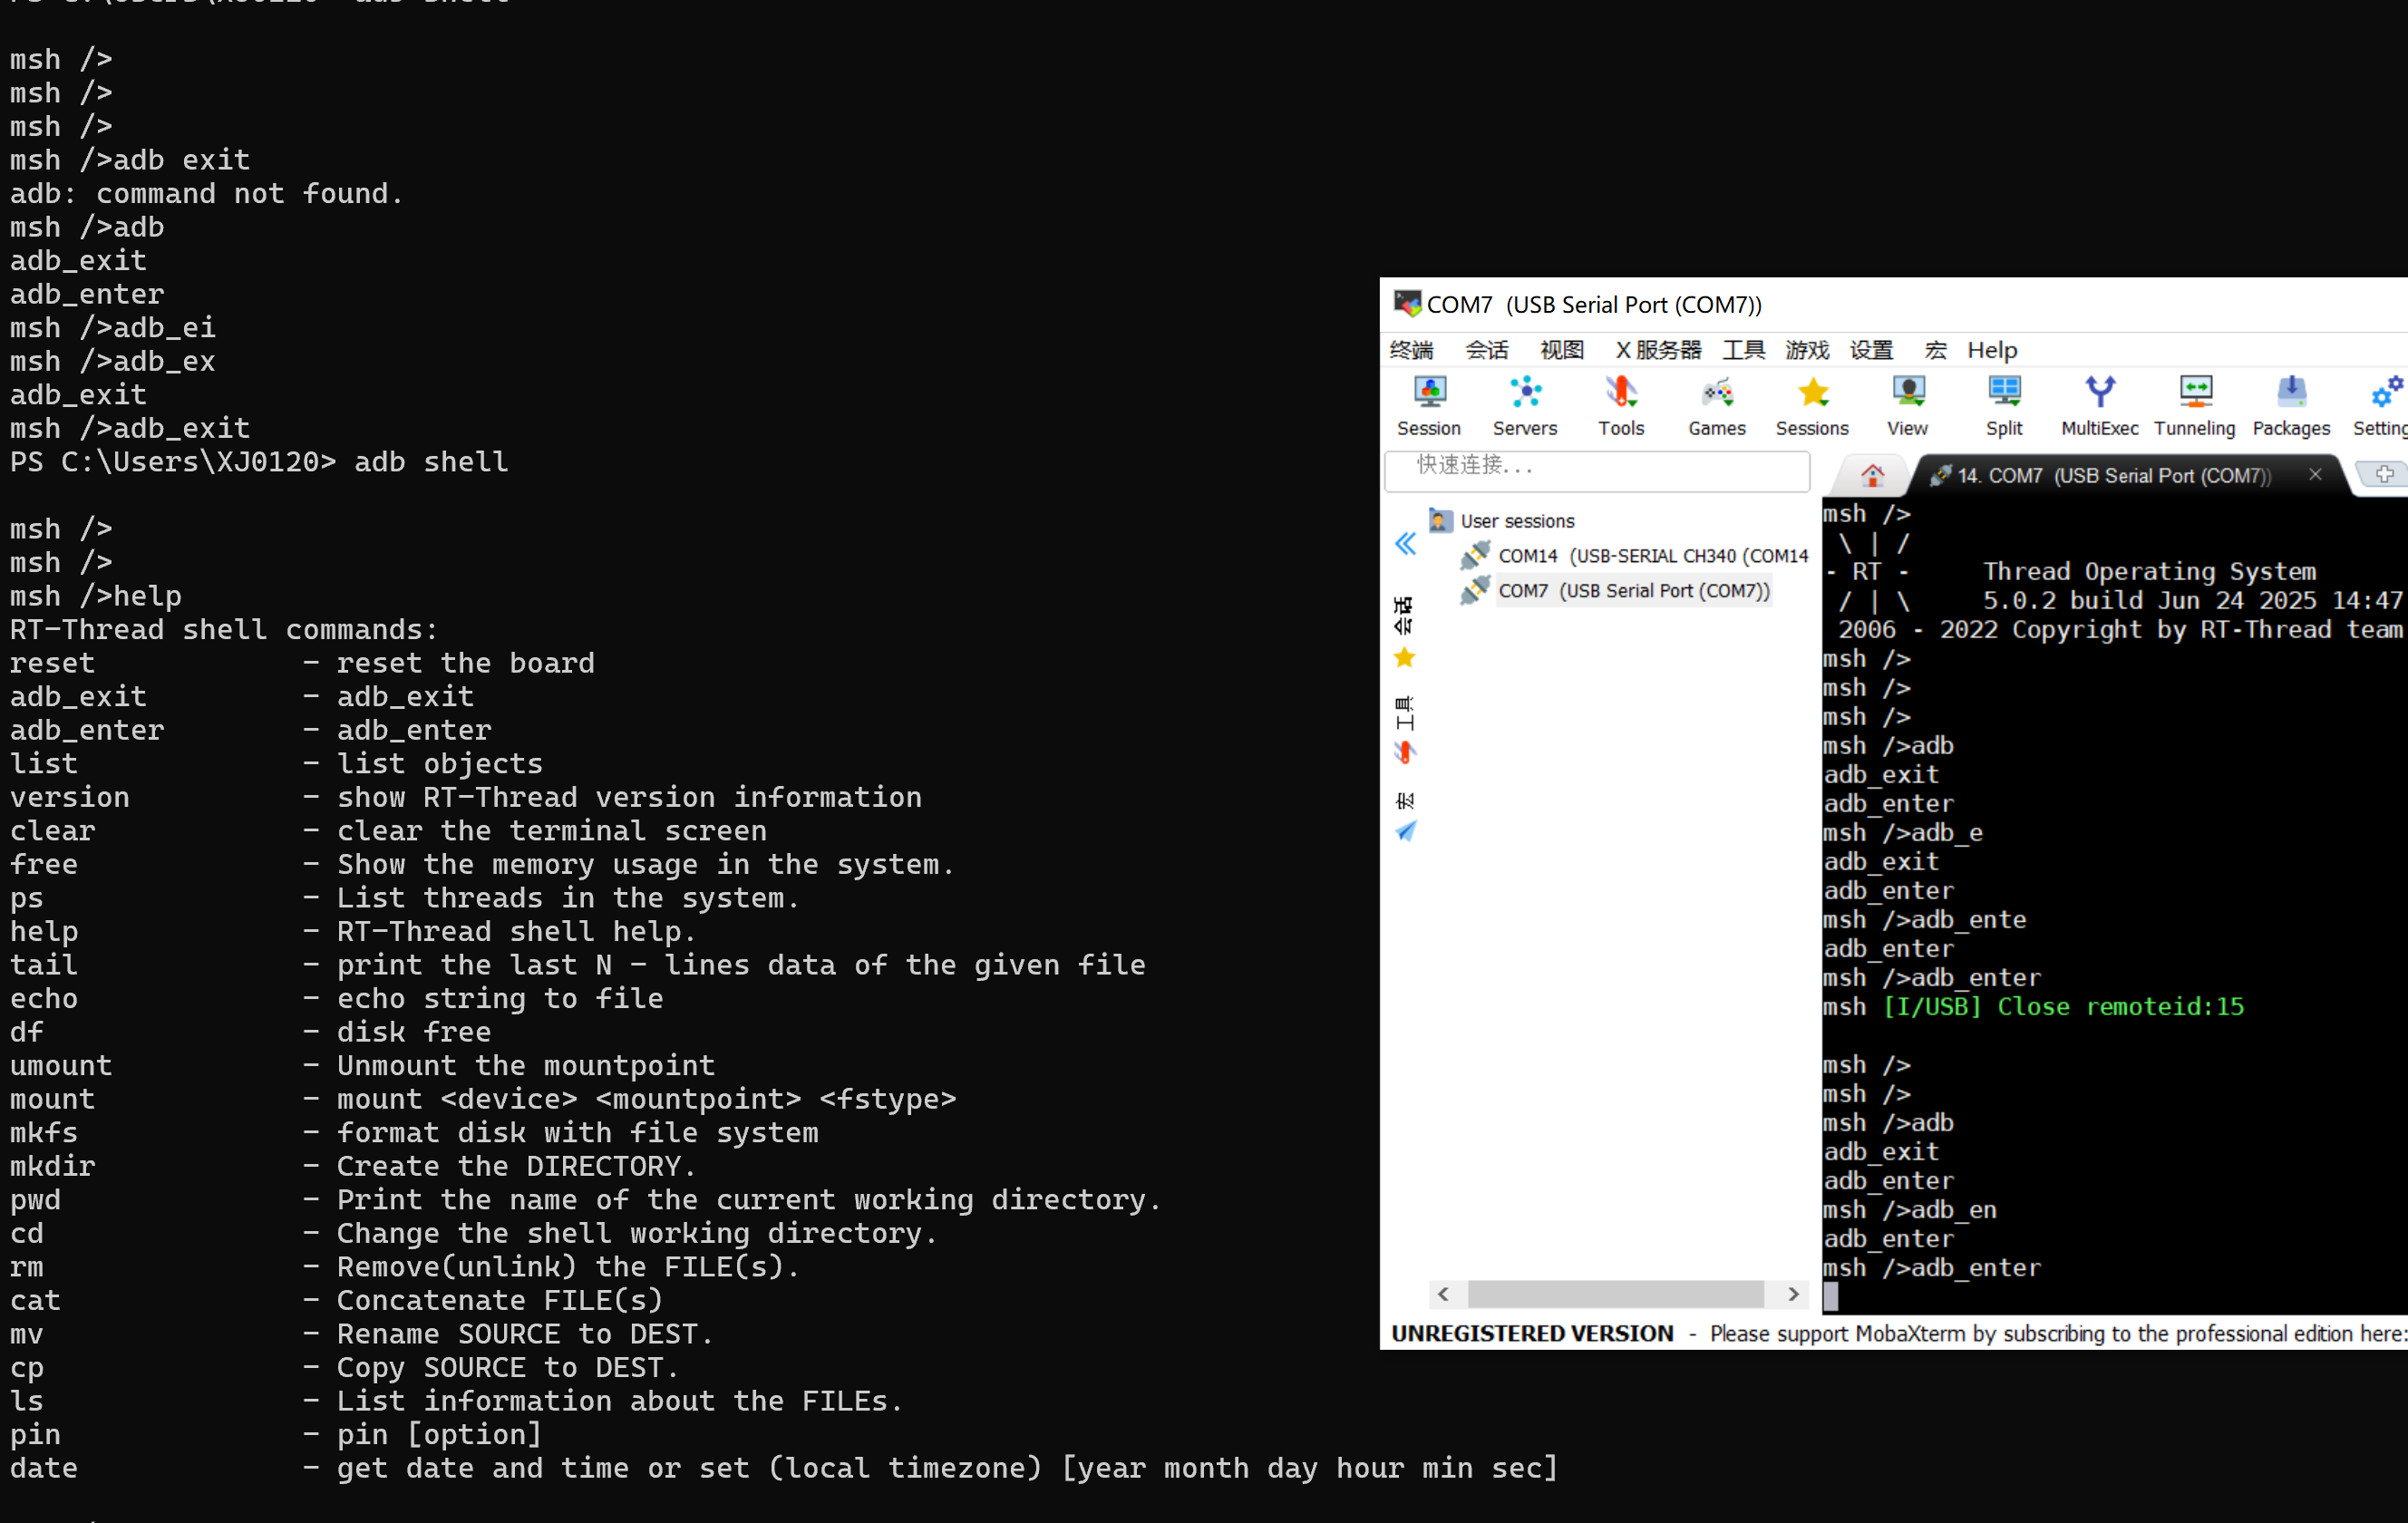 msh />
msh />
msh />
msh />adb exit
adb: command not found.
msh />adb
adb_exit
adb_enter
msh />adb_ei
msh />adb_ex
adb_exit
msh />adb_exit
PS C:\Users\XJ0120> adb shell
msh />
msh />
msh />help
RT-Thread shell commands:
reset            - reset the board
adb_exit         - adb_exit
adb_enter        - adb_enter
list             - list objects
version          - show RT-Thread version information
clear            - clear the terminal screen
free             - Show the memory usage in the system.
ps               - List threads in the system.
help             - RT-Thread shell help.
tail             - print the last N - lines data of the given file
echo             - echo string to file
df               - disk free
umount           - Unmount the mountpoint
mount            - mount <device> <mountpoint> <fstype>
mkfs             - format disk with file system
mkdir            - Create the DIRECTORY.
pwd              - Print the name of the current working directory.
cd               - Change the shell working directory.
rm               - Remove(unlink) the FILE(s).
cat              - Concatenate FILE(s)
mv               - Rename SOURCE to DEST.
cp               - Copy SOURCE to DEST.
ls               - List information about the FILEs.
pin              - pin [option]
date             - get date and time or set (local timezone) [year month day hour min sec]
COM7 (USB Serial Port (COM7))
终端 会话 视图 X 服务器 工具 游戏 设置 宏 Help
Session Servers Tools Games Sessions View Split MultiExec Tunneling Packages Setting
快速连接...
14. COM7 (USB Serial Port (COM7))
User sessions
COM14 (USB-SERIAL CH340 (COM14
COM7 (USB Serial Port (COM7))
会话
工具
宏
msh />
 \ | /
- RT -     Thread Operating System
 / | \     5.0.2 build Jun 24 2025 14:47
 2006 - 2022 Copyright by RT-Thread team
msh />
msh />
msh />
msh />adb
adb_exit
adb_enter
msh />adb_e
adb_exit
adb_enter
msh />adb_ente
adb_enter
msh />adb_enter
msh [I/USB] Close remoteid:15
msh />
msh />
msh />adb
adb_exit
adb_enter
msh />adb_en
adb_enter
msh />adb_enter
UNREGISTERED VERSION - Please support MobaXterm by subscribing to the professional edition here: